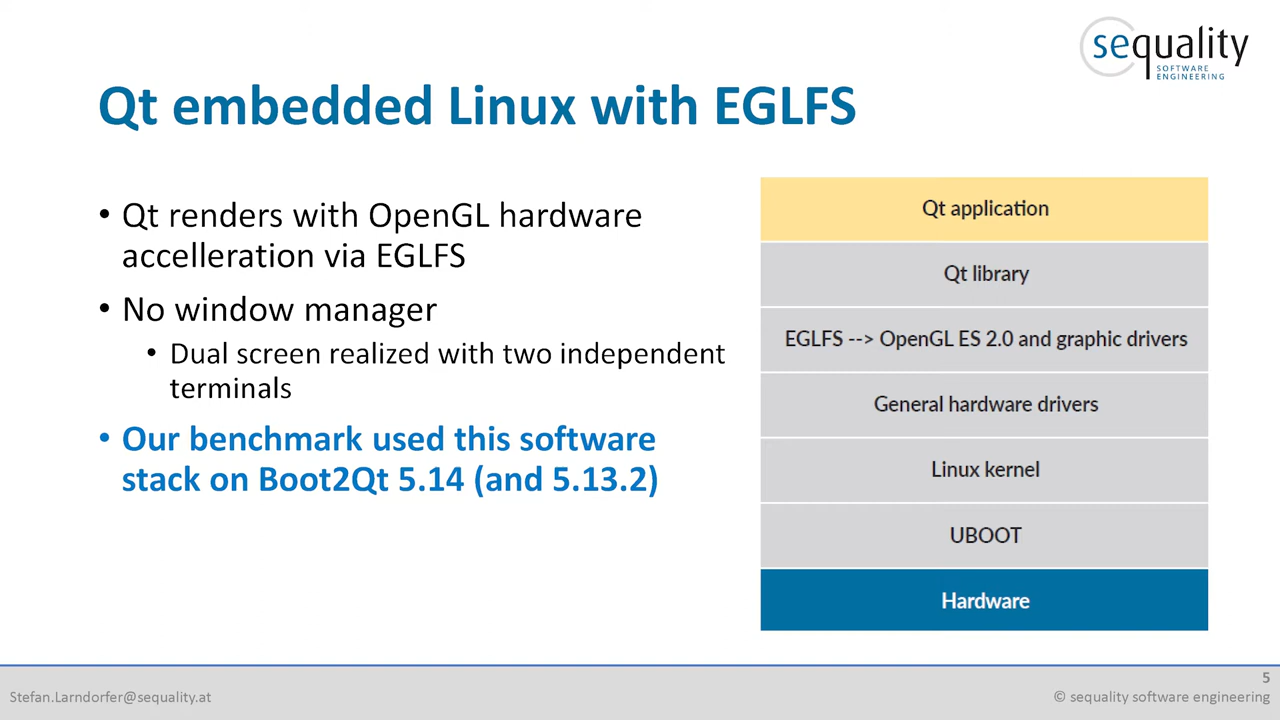 sequality
SOFTWARE
ENGINEERING
Qt embedded Linux with EGLFS
• Qt renders with OpenGL hardware
accelleration via EGLFS
• No window manager
• Dual screen realized with two independent
terminals
• Our benchmark used this software
stack on Boot2Qt 5.14 (and 5.13.2)
Qt application
Qt library
EGLFS --> OpenGL ES 2.0 and graphic drivers
General hardware drivers
Linux kernel
UBOOT
Hardware
5
Stefan.Larndorfer@sequality.at
© sequality software engineering